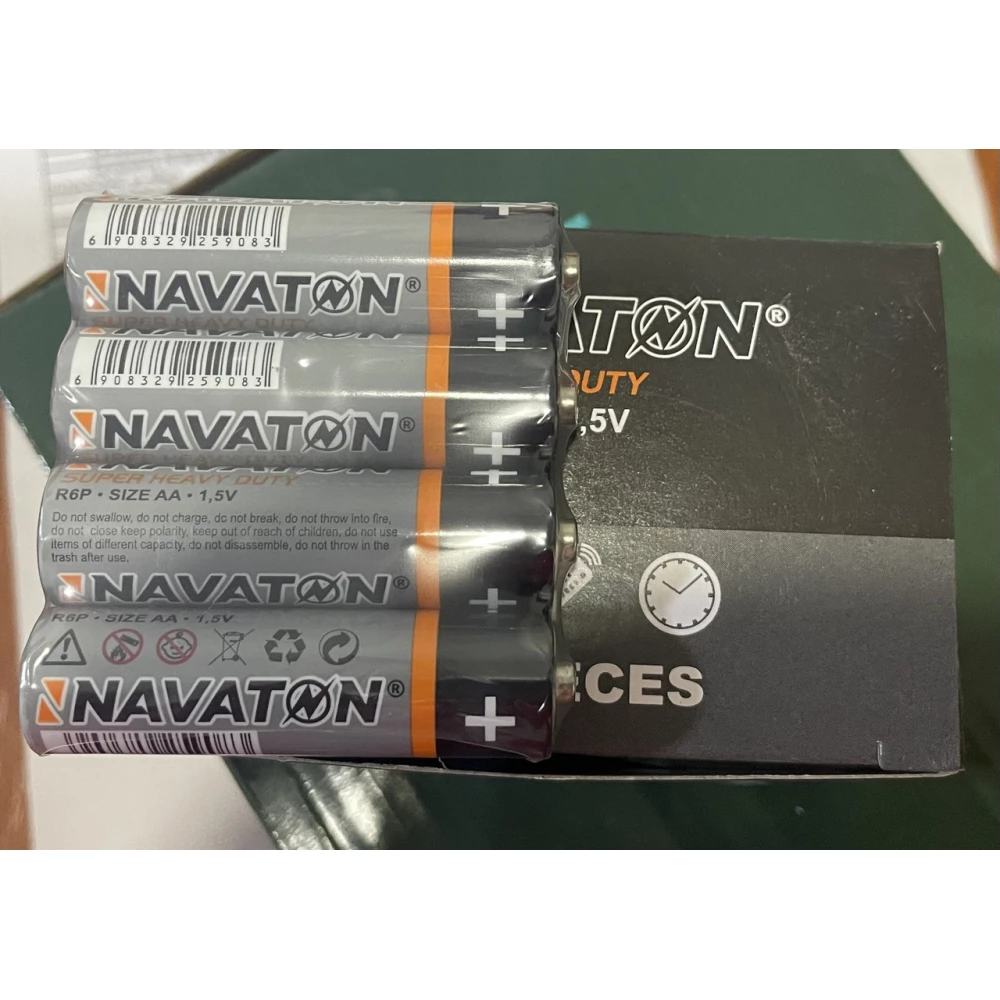 6 908329 259083
NAVATON®
SUPER HEAVY DUTY
6 908329 259083
NAVATON®
SUPER HEAVY DUTY
R6P • SIZE AA • 1,5V
Do not swallow, do not charge, do not break, do not throw into fire,
do not close keep polarity, keep out of reach of children, do not use
items of different capacity, do not disassemble, do not throw in the
trash after use.
NAVATON®
R6P • SIZE AA • 1,5V
NAVATON®
+
+
+
+
ATON®
DUTY
,5V
ECES